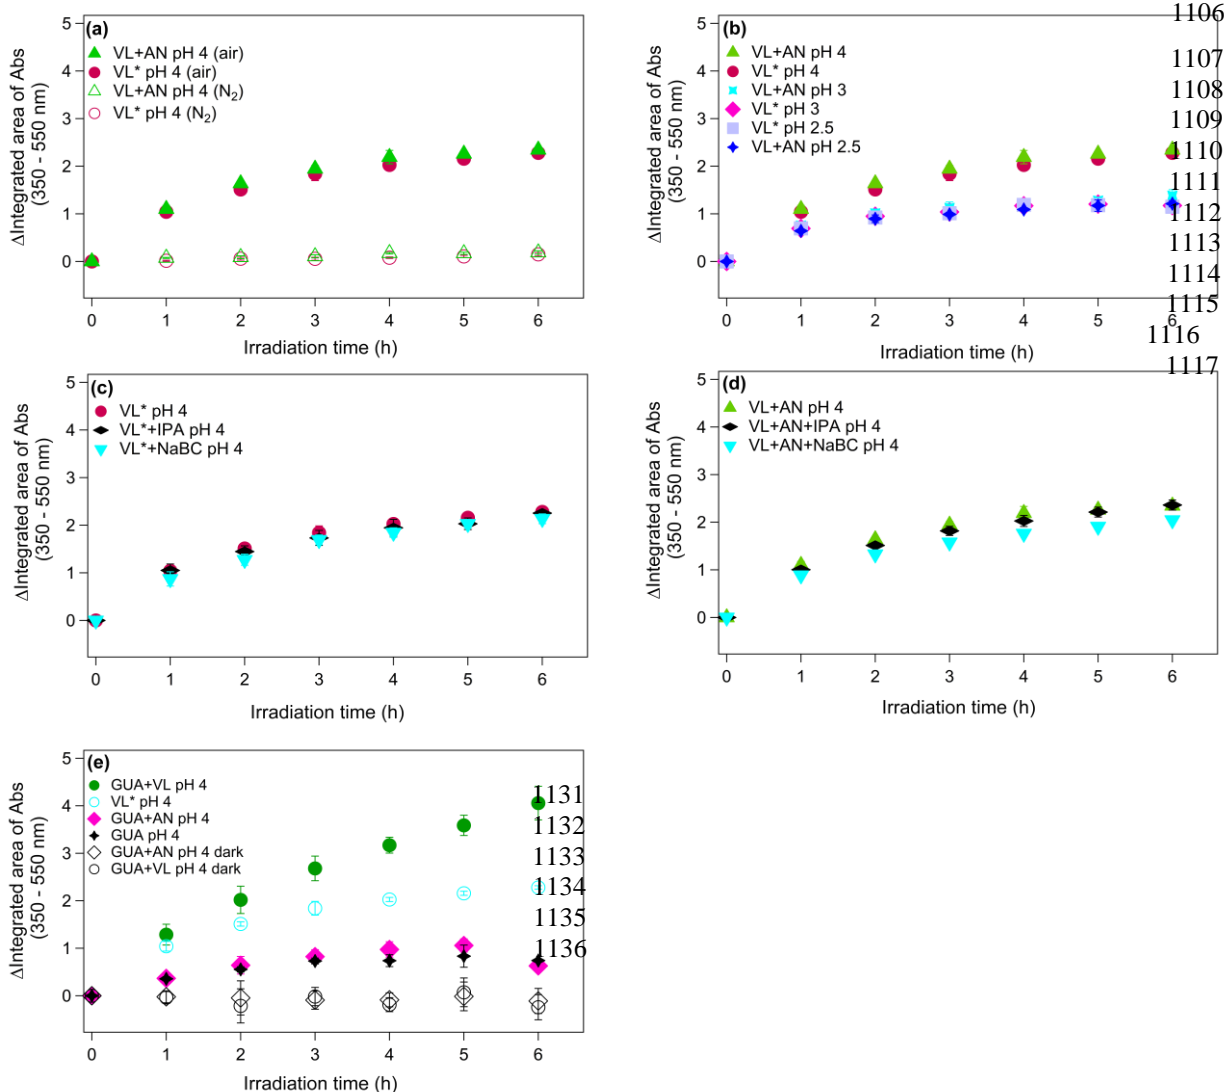 (a)
VL+AN pH 4 (air)
VL* pH 4 (air)
VL+AN pH 4 (N₂)
VL* pH 4 (N₂)
ΔIntegrated area of Abs
(350 - 550 nm)
5
4
3
2
1
0
0 1 2 3 4 5 6
Irradiation time (h)
(b)
VL+AN pH 4
VL* pH 4
VL+AN pH 3
VL* pH 3
VL* pH 2.5
VL+AN pH 2.5
ΔIntegrated area of Abs
(350 - 550 nm)
5
4
3
2
1
0
0 1 2 3 4 5 6
Irradiation time (h)
1106
1107
1108
1109
1110
1111
1112
1113
1114
1115
1116
1117
(c)
VL* pH 4
VL*+IPA pH 4
VL*+NaBC pH 4
ΔIntegrated area of Abs
(350 - 550 nm)
5
4
3
2
1
0
0 1 2 3 4 5 6
Irradiation time (h)
(d)
VL+AN pH 4
VL+AN+IPA pH 4
VL+AN+NaBC pH 4
ΔIntegrated area of Abs
(350 - 550 nm)
5
4
3
2
1
0
0 1 2 3 4 5 6
Irradiation time (h)
(e)
GUA+VL pH 4
VL* pH 4
GUA+AN pH 4
GUA pH 4
GUA+AN pH 4 dark
GUA+VL pH 4 dark
ΔIntegrated area of Abs
(350 - 550 nm)
5
4
3
2
1
0
0 1 2 3 4 5 6
Irradiation time (h)
1131
1132
1133
1134
1135
1136